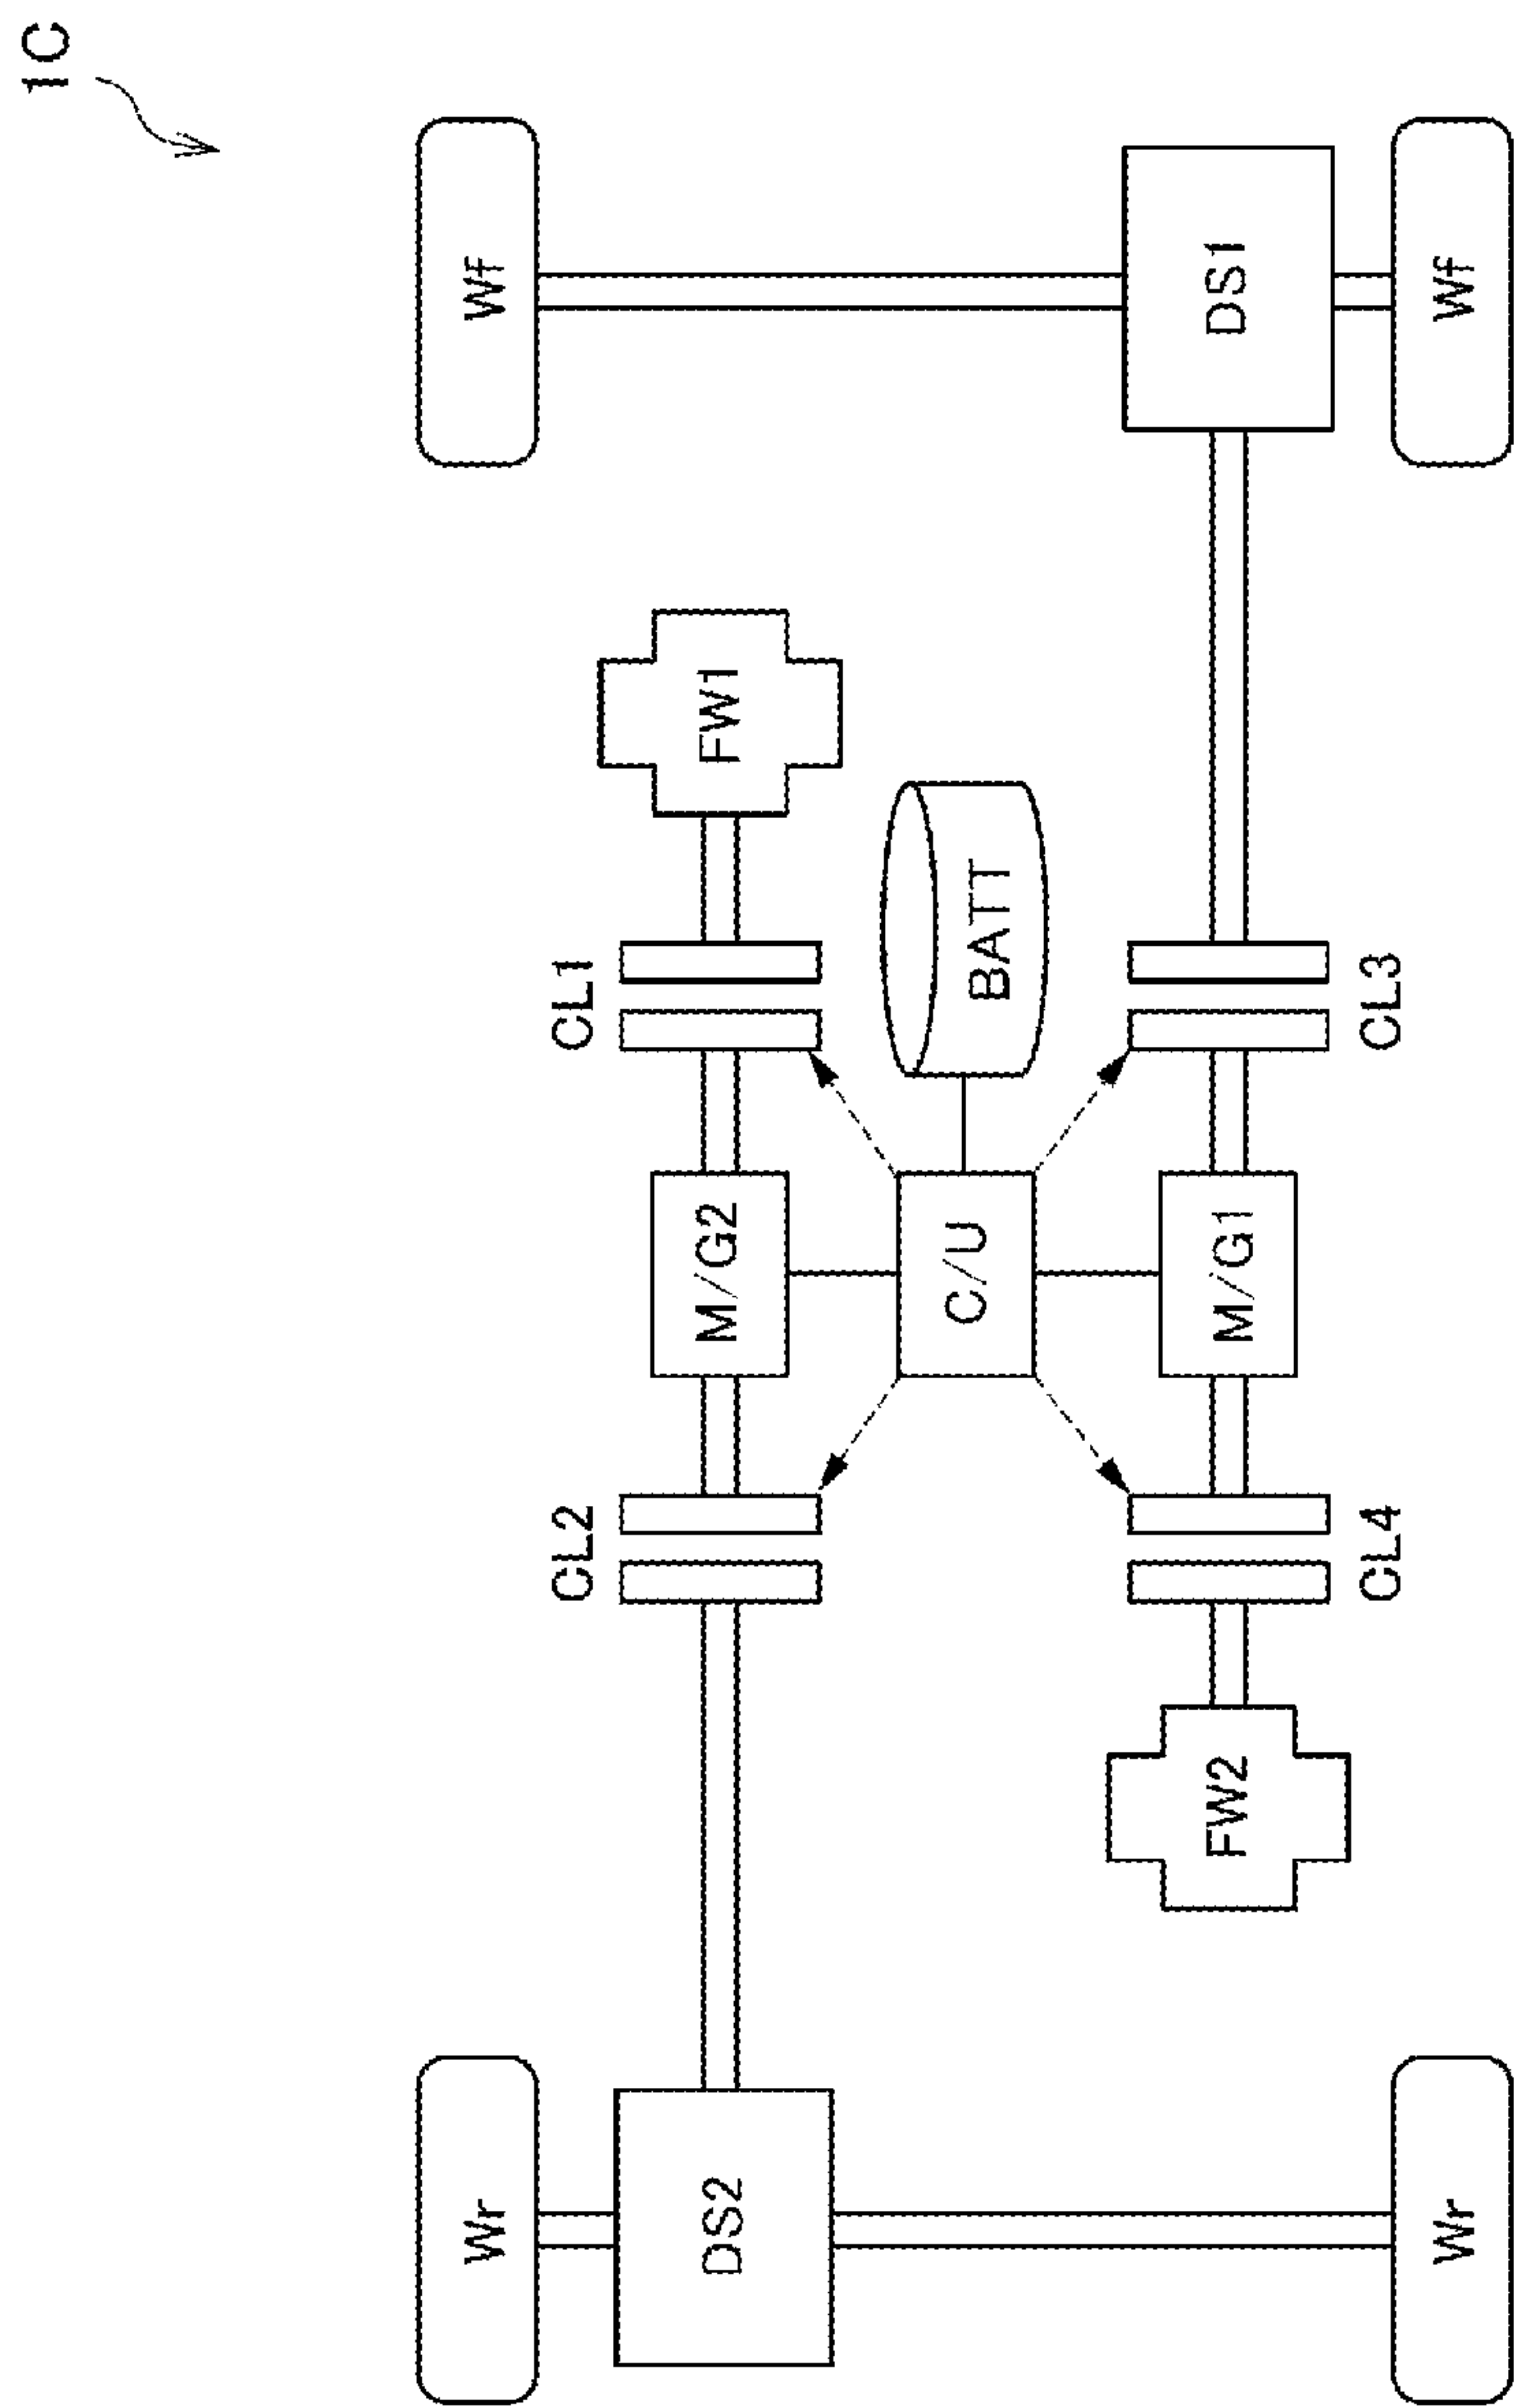 1C
Wf
Wf
DS1
FW1
BATT
CL1
CL3
M/G2
C/U
M/G1
CL2
CL4
FW2
DS2
Wr
Wr